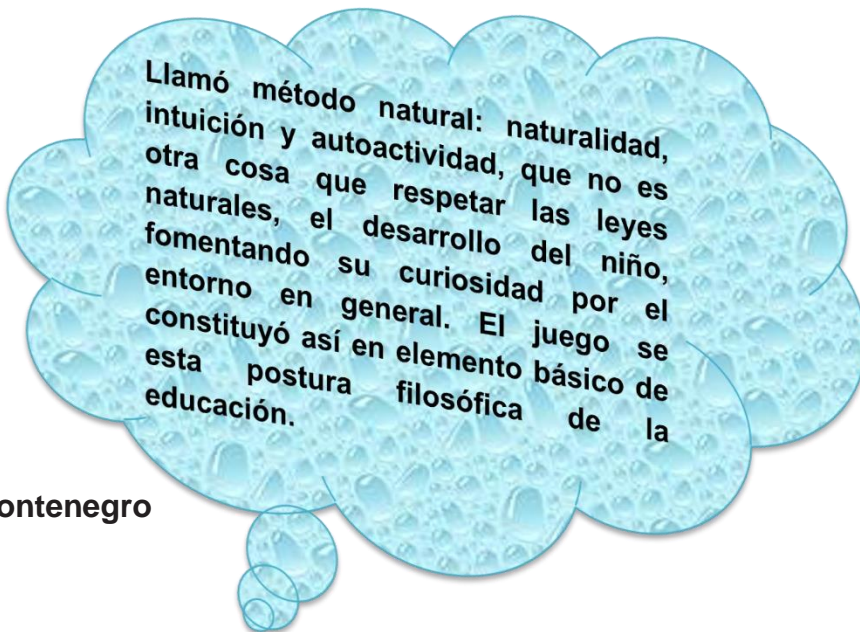 Llamó método natural: naturalidad,
intuición y autoactividad, que no es
otra cosa que respetar las leyes
naturales, el desarrollo del niño,
fomentando su curiosidad por el
entorno en general. El juego se
constituyó así en elemento básico de
esta postura filosófica de la
educación.
ontenegro